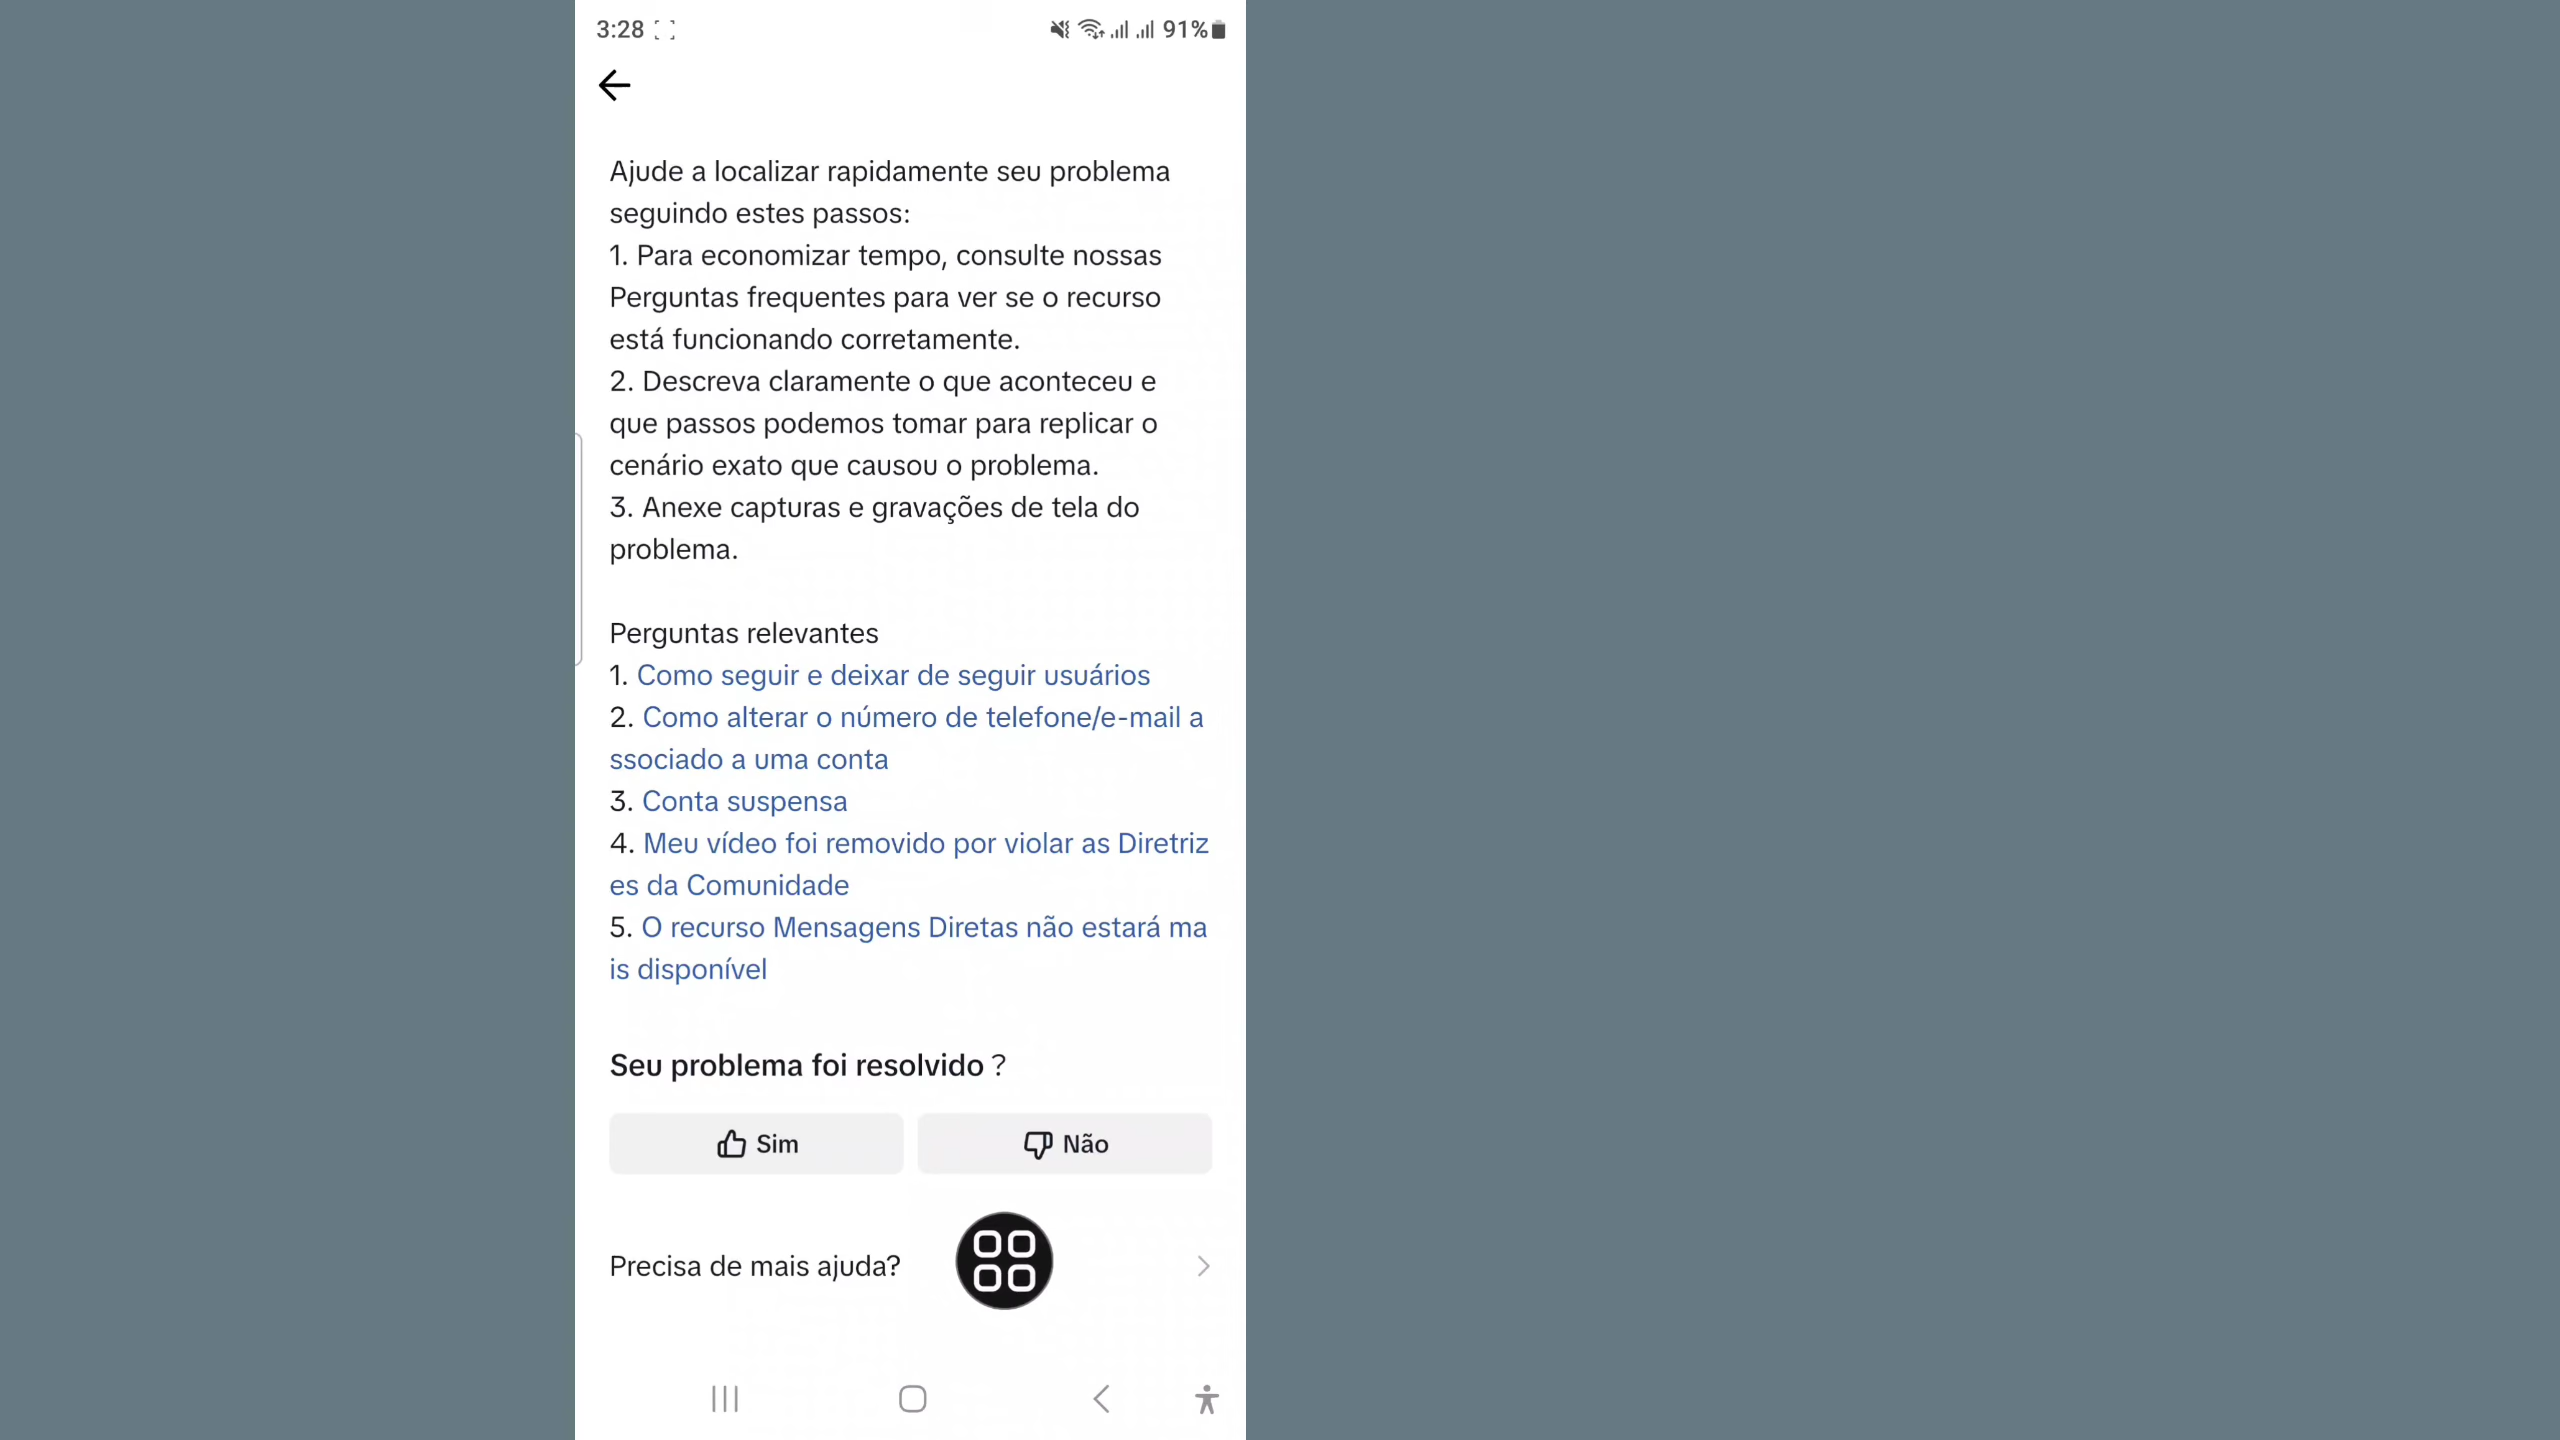 3:28
91%
Ajude a localizar rapidamente seu problema
seguindo estes passos:
1. Para economizar tempo, consulte nossas
Perguntas frequentes para ver se o recurso
está funcionando corretamente.
2. Descreva claramente o que aconteceu e
que passos podemos tomar para replicar o
cenário exato que causou o problema.
3. Anexe capturas e gravações de tela do
problema.
Perguntas relevantes
1. Como seguir e deixar de seguir usuários
2. Como alterar o número de telefone/e-mail a
ssociado a uma conta
3. Conta suspensa
4. Meu vídeo foi removido por violar as Diretriz
es da Comunidade
5. O recurso Mensagens Diretas não estará ma
is disponível
Seu problema foi resolvido ?
Sim
Não
Precisa de mais ajuda?